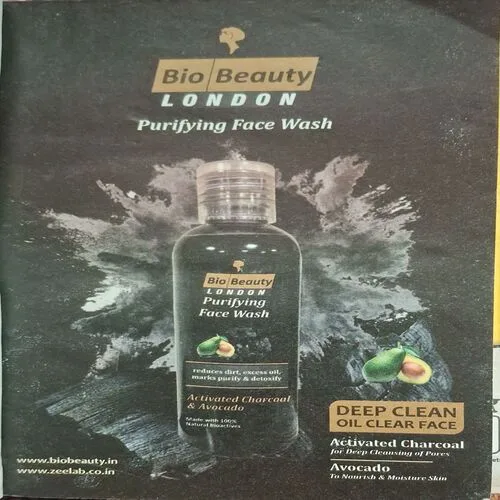 Bio Beauty
LONDON
Purifying Face Wash
Bio Beauty
LONDON
Purifying
Face Wash
reduces dirt, excess oil,
marks purify & detoxify
Activated Charcoal
& Avocado
Made with 100%
Natural Bioactives
DEEP CLEAN
OIL CLEAR FACE
Activated Charcoal
for Deep Cleansing of Pores
Avocado
To Nourish & Moisture Skin
www.biobeauty.in
www.zeelab.co.in